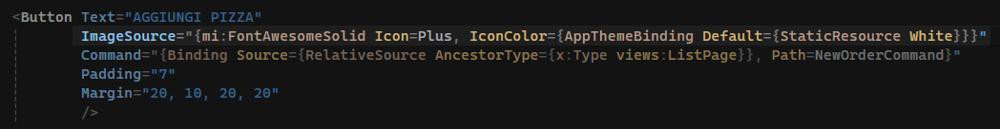 <Button Text="AGGIUNGI PIZZA"
ImageSource="{mi:FontAwesomeSolid Icon=Plus, IconColor={AppThemeBinding Default={StaticResource White}}}"
Command="{Binding Source={RelativeSource AncestorType={x:Type views:ListPage}}, Path=NewOrderCommand}"
Padding="7"
Margin="20, 10, 20, 20"
/>